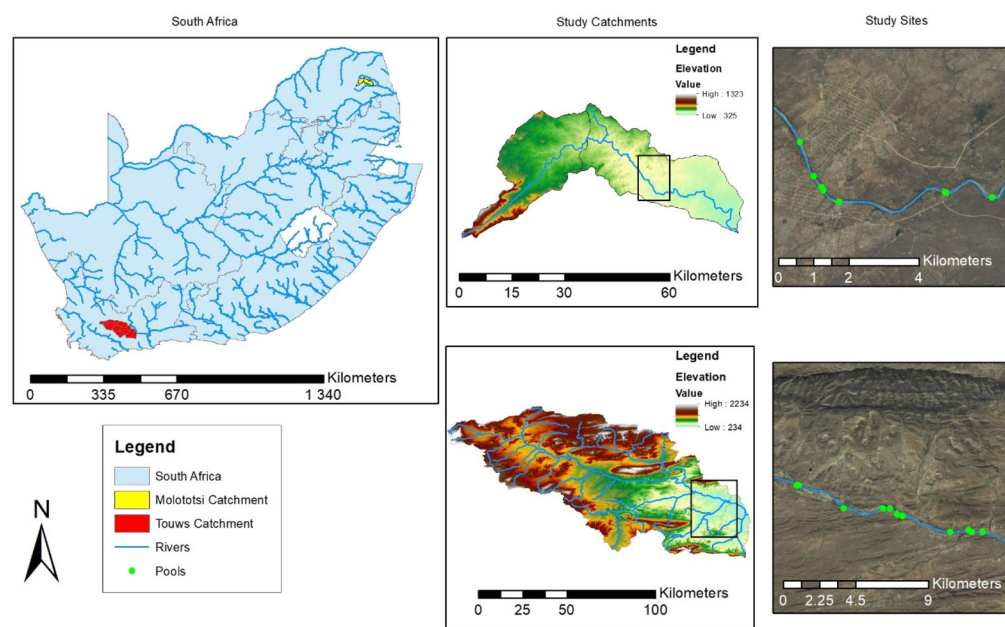 South Africa
Kilometers
0 335 670 1 340
Legend
South Africa
Molototsi Catchment
Touws Catchment
Rivers
Pools
N
Study Catchments
Legend
Elevation
Value
High : 1323
Low : 325
Kilometers
0 15 30 60
Legend
Elevation
Value
High : 2234
Low : 234
Kilometers
0 25 50 100
Study Sites
Kilometers
0 1 2 4
Kilometers
0 2.25 4.5 9